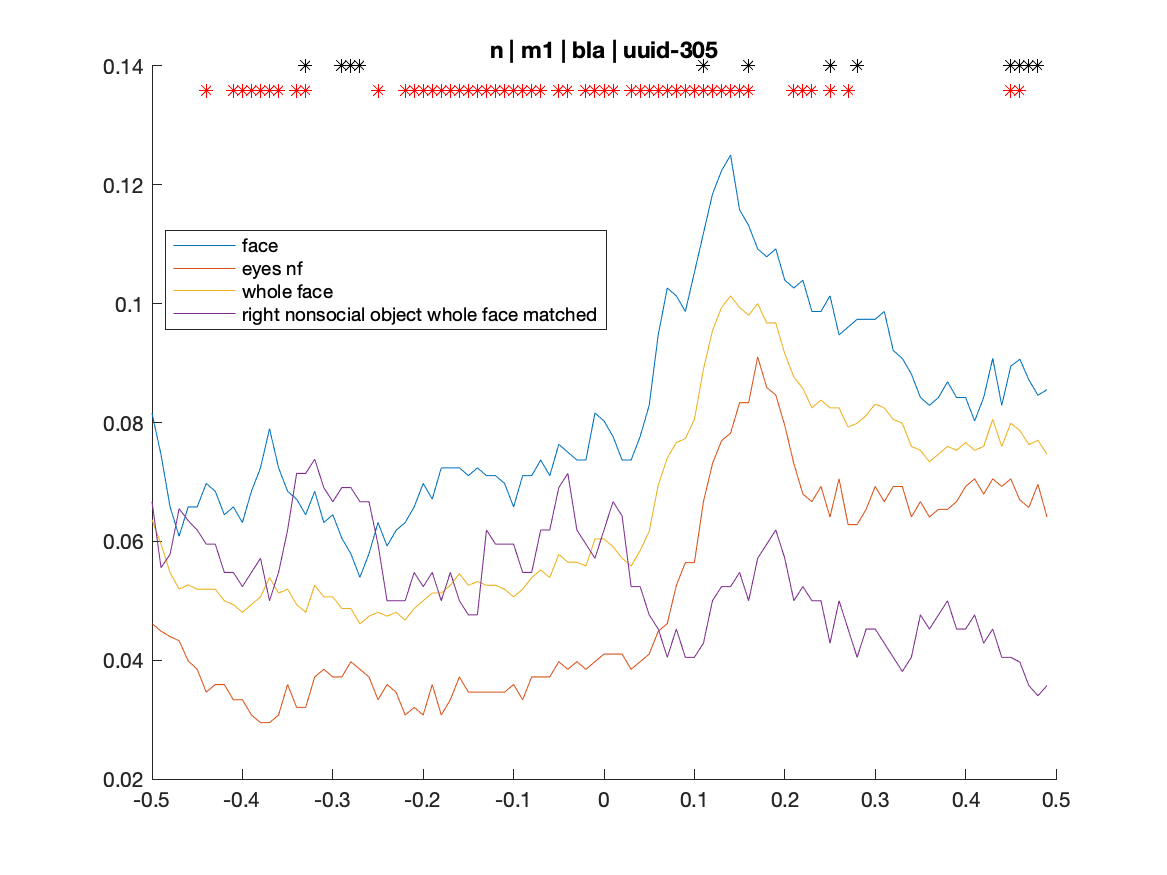 n | m1 | bla | uuid-305
0.14
0.12
0.1
0.08
0.06
0.04
0.02
face
eyes nf
whole face
right nonsocial object whole face matched
-0.5 -0.4 -0.3 -0.2 -0.1 0 0.1 0.2 0.3 0.4 0.5